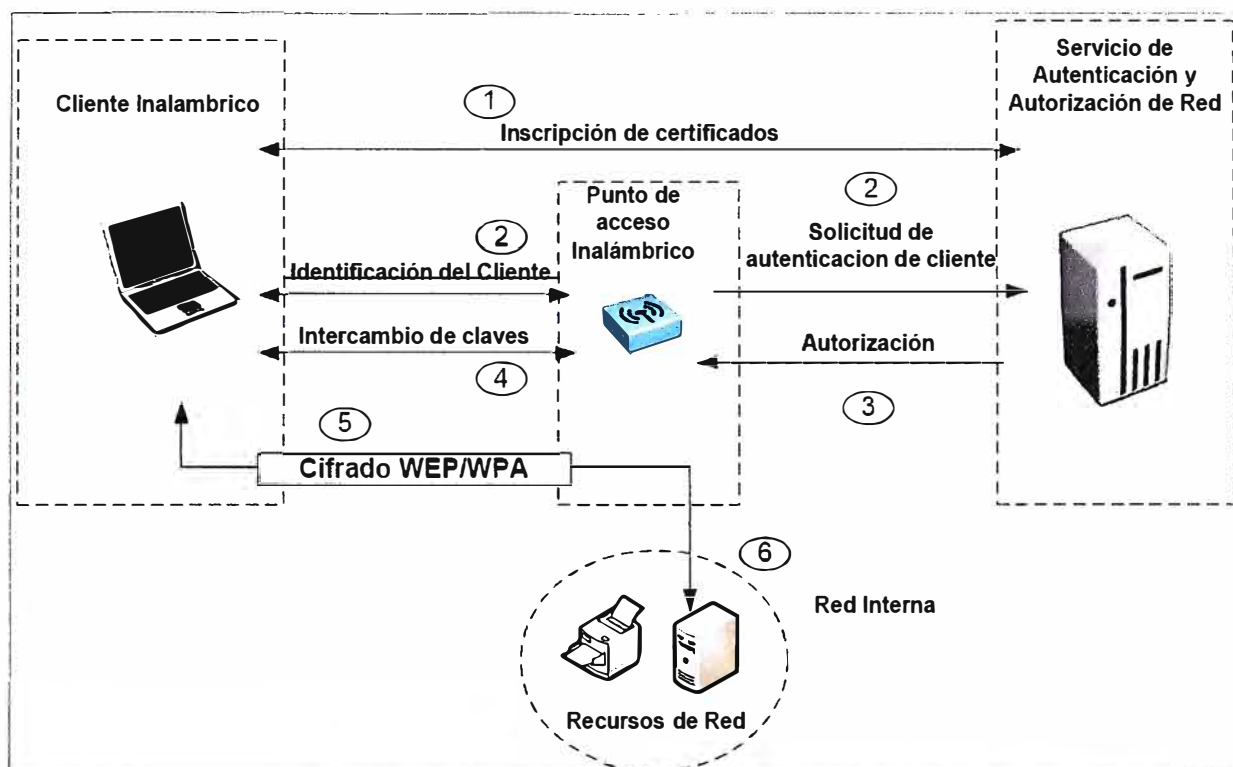 Servicio de
Autenticación y
Autorización de Red
Cliente Inalambrico
1
Inscripción de certificados
Punto de
acceso
Inalámbrico
2
Identificación del Cliente
2
Solicitud de
autenticacion de cliente
Intercambio de claves
4
Autorización
3
5
Cifrado WEP/WPA
6
Red Interna
Recursos de Red